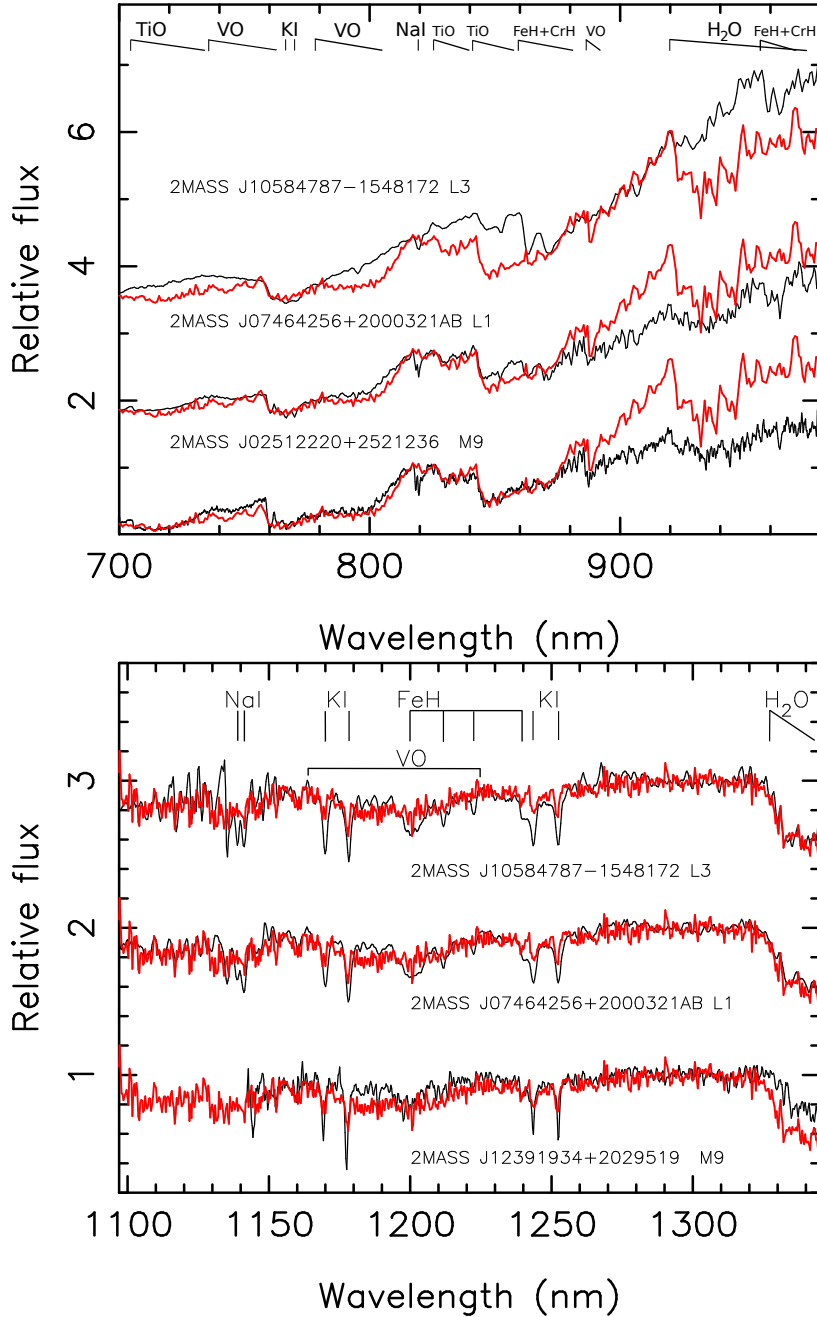 TiO VO KI VO NaI TiO TiO FeH+CrH VO H2O FeH+CrH
6
2MASS J10584787−1548172 L3
4
2MASS J07464256+2000321AB L1
2
2MASS J02512220+2521236 M9
Relative flux
700 800 900
Wavelength (nm)
NaI KI FeH KI H2O
VO
3
2MASS J10584787−1548172 L3
2
2MASS J07464256+2000321AB L1
1
2MASS J12391934+2029519 M9
Relative flux
1100 1150 1200 1250 1300
Wavelength (nm)